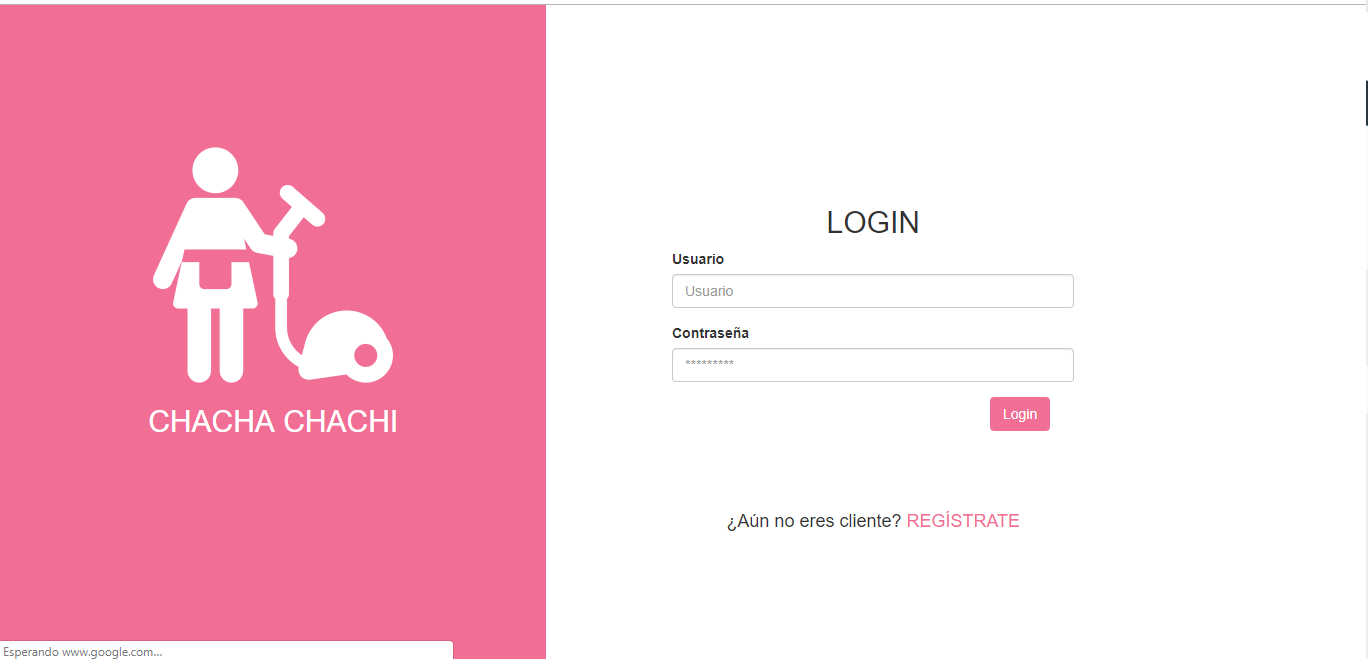 CHACHA CHACHI
LOGIN
Usuario
Usuario
Contraseña
*********
Login
¿Aún no eres cliente? REGÍSTRATE
Esperando www.google.com...